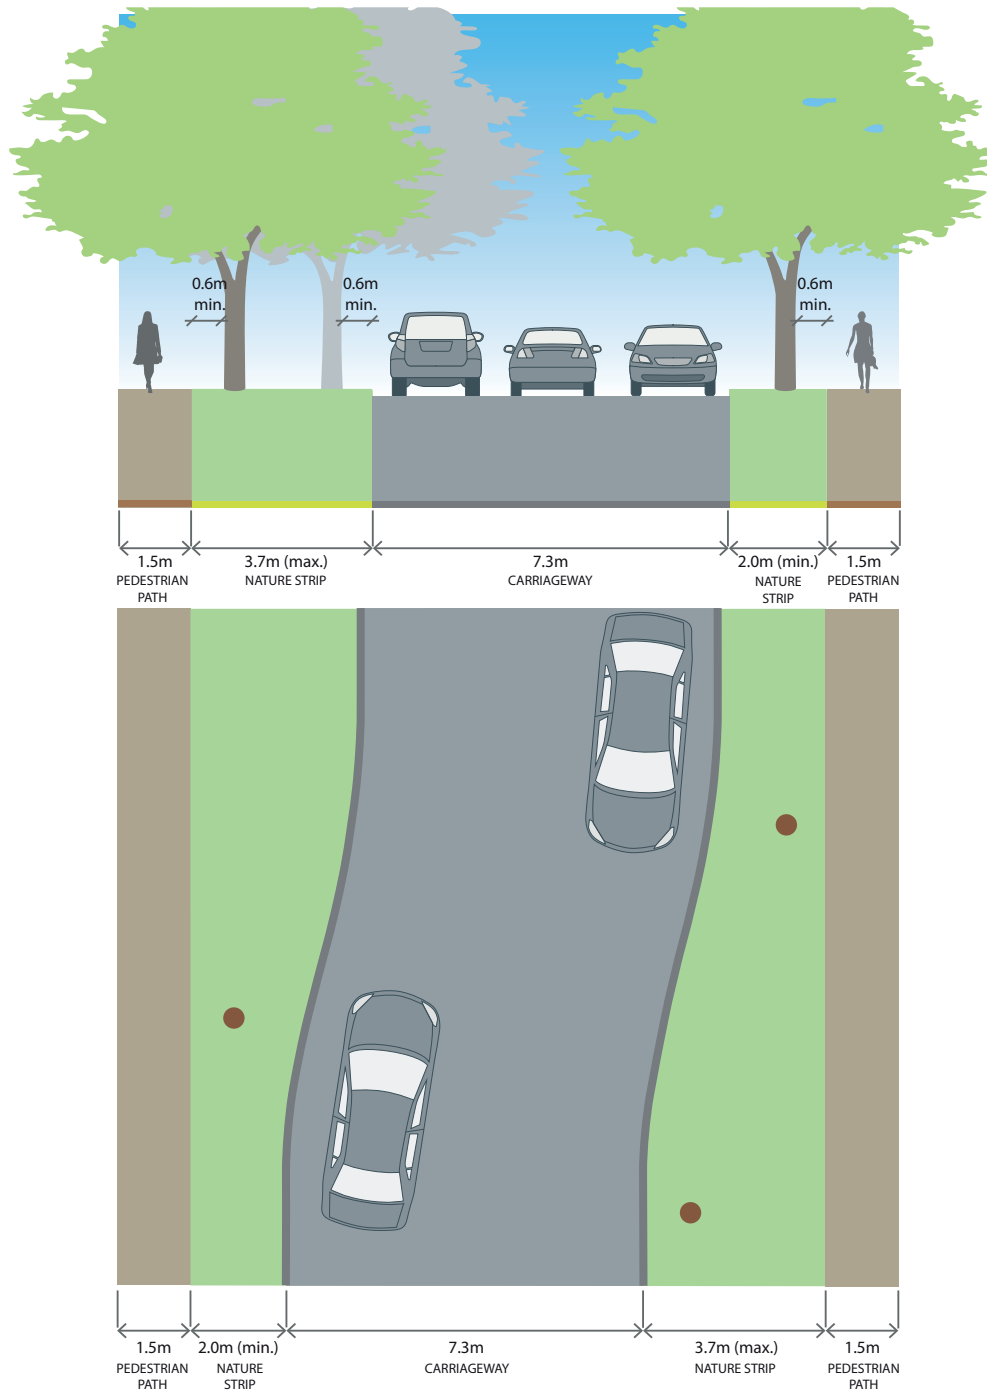 0.6m
min.
0.6m
min.
0.6m
min.
1.5m
PEDESTRIAN
PATH
3.7m (max.)
NATURE STRIP
7.3m
CARRIAGEWAY
2.0m (min.)
NATURE
STRIP
1.5m
PEDESTRIAN
PATH
1.5m
PEDESTRIAN
PATH
2.0m (min.)
NATURE
STRIP
7.3m
CARRIAGEWAY
3.7m (max.)
NATURE STRIP
1.5m
PEDESTRIAN
PATH